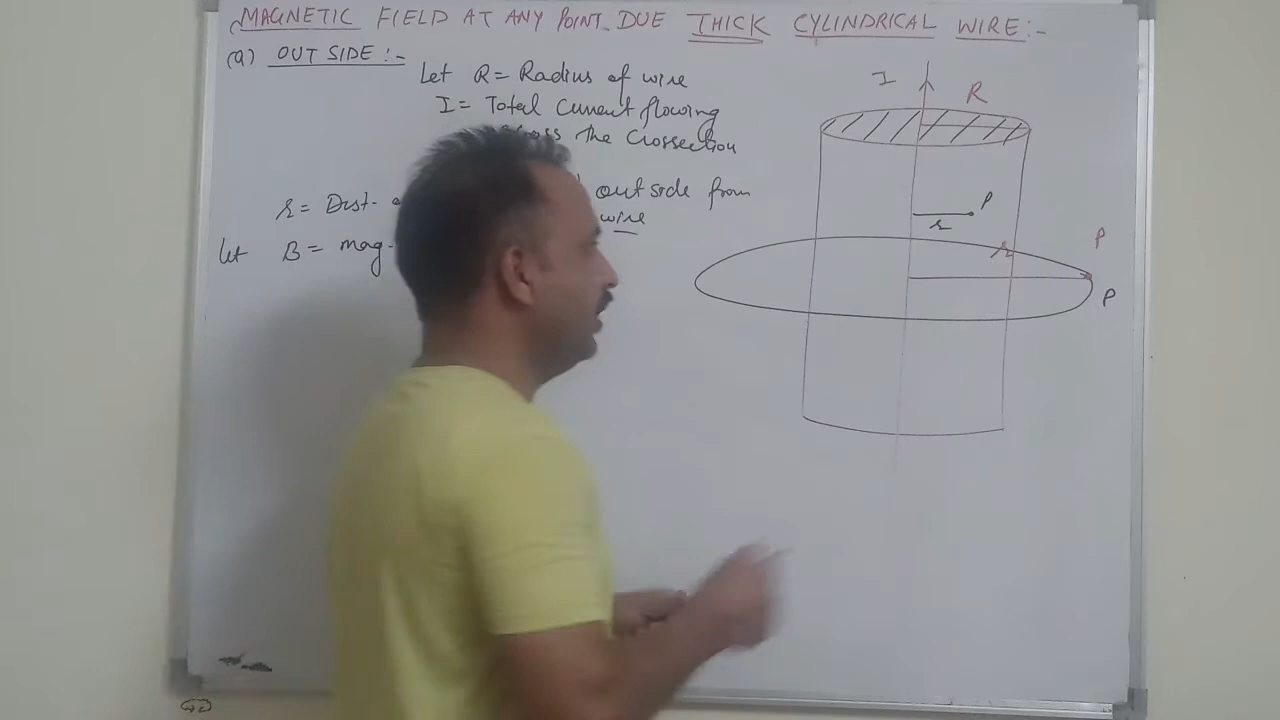 MAGNETIC FIELD AT ANY POINT DUE THICK CYLINDRICAL WIRE:-
(a) OUT SIDE :-
Let R = Radius of wire
I = Total Current flowing
the Crossection
r = Dist- out side from
wire
let B = mag-
I
R
P
r
r
P
P